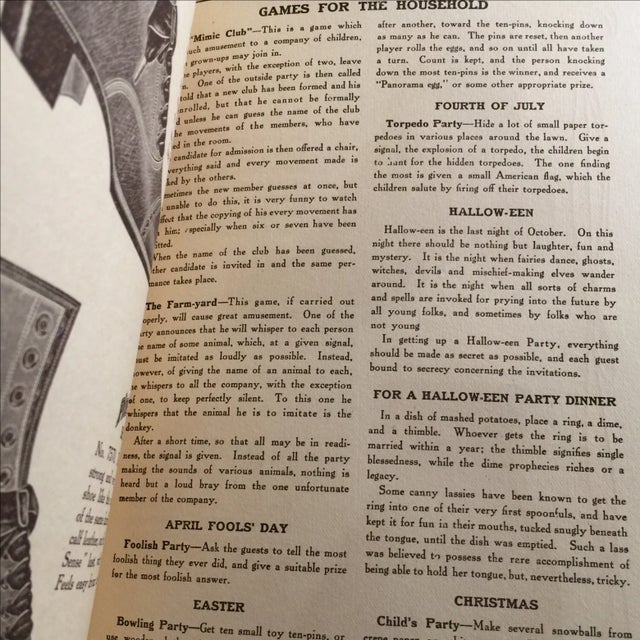 GAMES FOR THE HOUSEHOLD
"Mimic Club"—This is a game which
such amusement to a company of children,
grown-ups may join in.
players, with the exception of two, leave
One of the outside party is then called
told that a new club has been formed and his
enrolled, but that he cannot be formally
unless he can guess the name of the club
he movements of the members, who have
ed in the room.
candidate for admission is then offered a chair,
verything said and every movement made is
ked by the others.
metimes the new member guesses at once, but
unable to do this, it is very funny to watch
ffect that the copying of his every movement has
him; especially when six or seven have been
itted.
When the name of the club has been guessed,
ther candidate is invited in and the same per-
mance takes place.
The Farm-yard—This game, if carried out
operly, will cause great amusement. One of the
rty announces that he will whisper to each person
e name of some animal, which, at a given signal,
ust be imitated as loudly as possible. Instead,
owever, of giving the name of an animal to each,
e whispers to all the company, with the exception
of one, to keep perfectly silent. To this one he
whispers that the animal he is to imitate is the
donkey.
After a short time, so that all may be in readi-
ness, the signal is given. Instead of all the party
making the sounds of various animals, nothing is
heard but a loud bray from the one unfortunate
member of the company.
APRIL FOOLS' DAY
Foolish Party—Ask the guests to tell the most
foolish thing they ever did, and give a suitable prize
for the most foolish answer.
EASTER
Bowling Party—Get ten small toy ten-pins, or
use wooden
after another, toward the ten-pins, knocking down
as many as he can. The pins are reset, then another
player rolls the eggs, and so on until all have taken
a turn. Count is kept, and the person knocking
down the most ten-pins is the winner, and receives a
"Panorama egg," or some other appropriate prize.
FOURTH OF JULY
Torpedo Party—Hide a lot of small paper tor-
pedoes in various places around the lawn. Give a
signal, the explosion of a torpedo, the children begin
to hunt for the hidden torpedoes. The one finding
the most is given a small American flag, which the
children salute by firing off their torpedoes.
HALLOW-EEN
Hallow-een is the last night of October. On this
night there should be nothing but laughter, fun and
mystery. It is the night when fairies dance, ghosts,
witches, devils and mischief-making elves wander
around. It is the night when all sorts of charms
and spells are invoked for prying into the future by
all young folks, and sometimes by folks who are
not young
In getting up a Hallow-een Party, everything
should be made as secret as possible, and each guest
bound to secrecy concerning the invitations.
FOR A HALLOW-EEN PARTY DINNER
In a dish of mashed potatoes, place a ring, a dime,
and a thimble. Whoever gets the ring is to be
married within a year; the thimble signifies single
blessedness, while the dime prophecies riches or a
legacy.
Some canny lassies have been known to get the
ring into one of their very first spoonfuls, and have
kept it for fun in their mouths, tucked snugly beneath
the tongue, until the dish was emptied. Such a lass
was believed to possess the rare accomplishment of
being able to hold her tongue, but, nevertheless, tricky.
CHRISTMAS
Child's Party—Make several snowballs from
No.
strong
shoe
of the
calf
Sense"
Feels easy